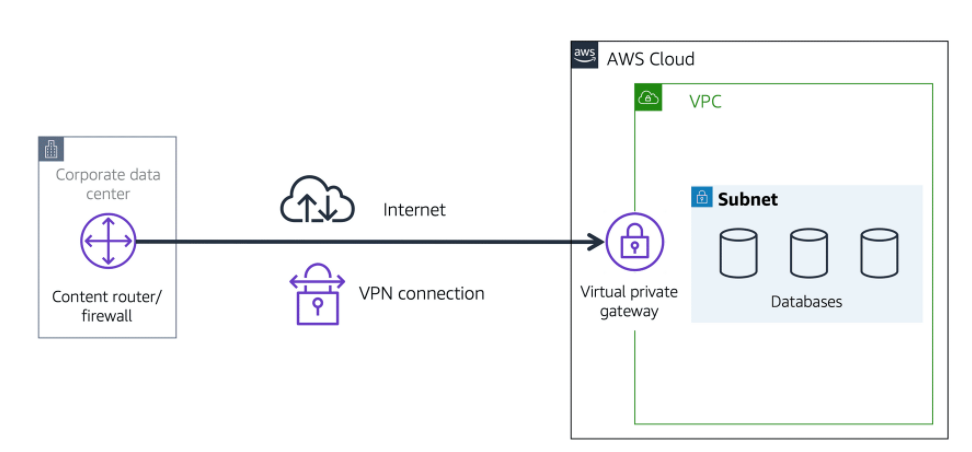 aws
AWS Cloud
VPC
Corporate data
center
Content router/
firewall
Internet
VPN connection
Virtual private
gateway
Subnet
Databases